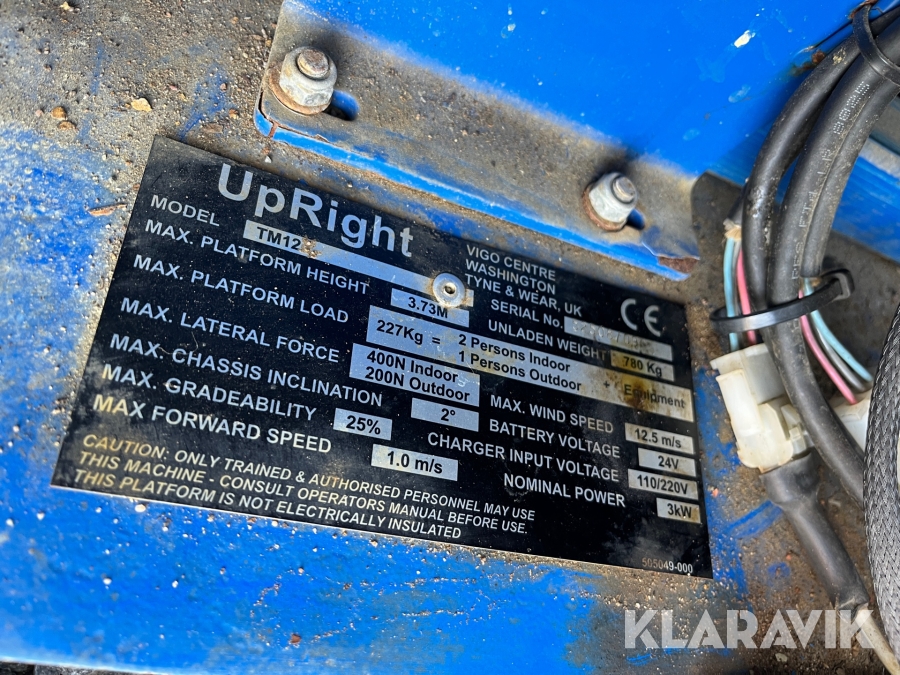 UpRight
VIGO CENTRE
WASHINGTON
TYNE & WEAR, UK
MODEL TM12
SERIAL No.
CE
MAX. PLATFORM HEIGHT 3.73M
UNLADEN WEIGHT 780 Kg
MAX. PLATFORM LOAD 227Kg = 2 Persons Indoor
1 Persons Outdoor + Equipment
MAX. LATERAL FORCE 400N Indoor
200N Outdoor
MAX. WIND SPEED 12.5 m/s
MAX. CHASSIS INCLINATION 2°
BATTERY VOLTAGE 24V
MAX. GRADEABILITY 25%
CHARGER INPUT VOLTAGE 110/220V
MAX FORWARD SPEED 1.0 m/s
NOMINAL POWER 3kW
CAUTION: ONLY TRAINED & AUTHORISED PERSONNEL MAY USE
THIS MACHINE - CONSULT OPERATORS MANUAL BEFORE USE.
THIS PLATFORM IS NOT ELECTRICALLY INSULATED
505049-000
KLARAVIK